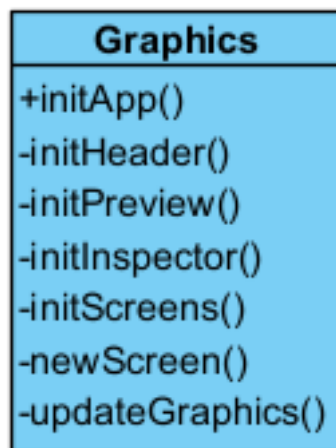 Graphics
+initApp()
-initHeader()
-initPreview()
-initInspector()
-initScreens()
-newScreen()
-updateGraphics()